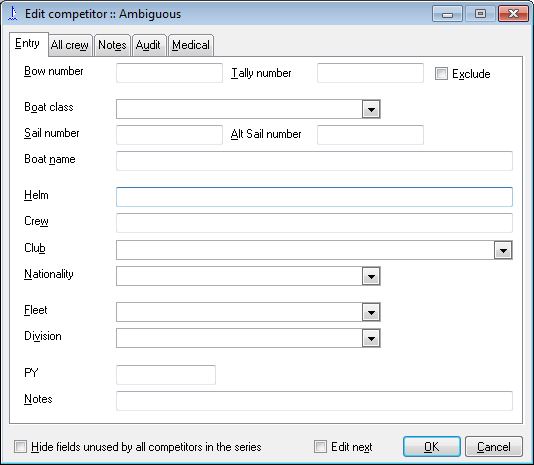 Edit competitor :: Ambiguous
Entry All crew Notes Audit Medical
Bow number Tally number Exclude
Boat class
Sail number Alt Sail number
Boat name
Helm
Crew
Club
Nationality
Fleet
Division
PY
Notes
Hide fields unused by all competitors in the series Edit next OK Cancel